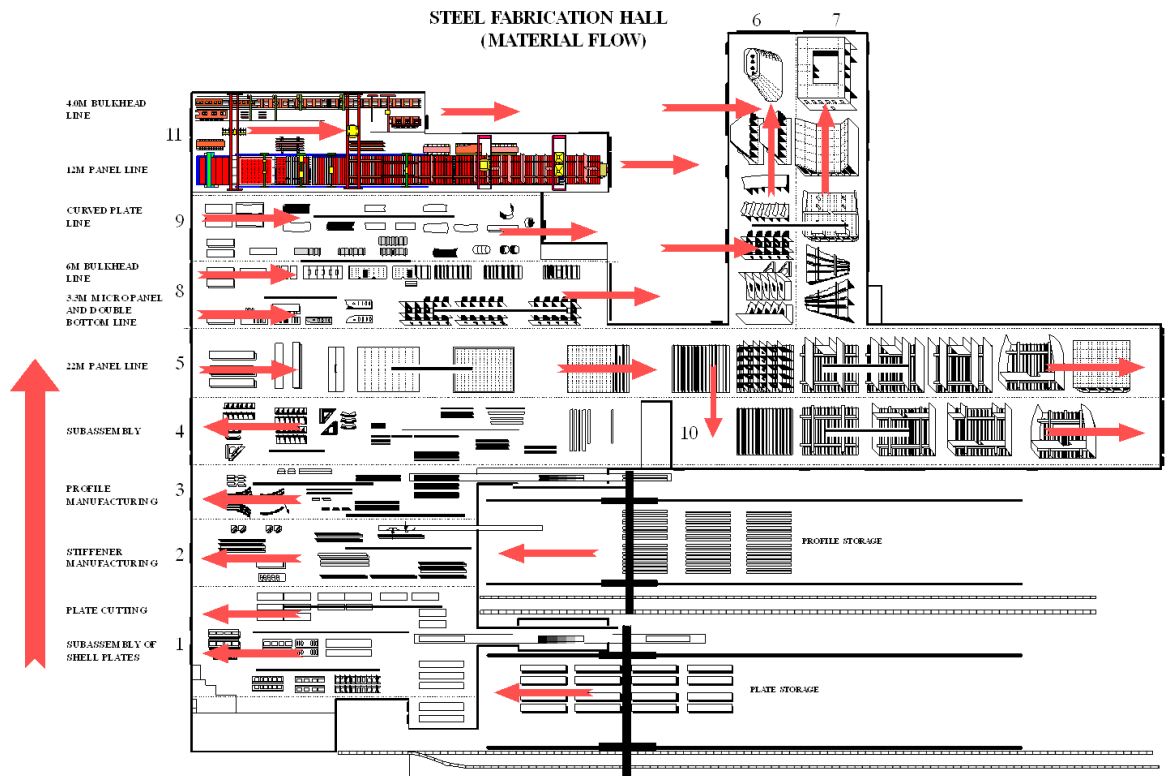 STEEL FABRICATION HALL
(MATERIAL FLOW)
6
7
4.0M BULKHEAD
LINE
11
12M PANEL LINE
CURVED PLATE
LINE
9
6M BULKHEAD
LINE
8
3.3M MICROPANEL
AND DOUBLE
BOTTOM LINE
22M PANEL LINE
5
SUBASSEMBLY
4
10
PROFILE
MANUFACTURING
3
PROFILE STORAGE
STIFFENER
MANUFACTURING
2
PLATE CUTTING
SUBASSEMBLY OF
SHELL PLATES
1
PLATE STORAGE